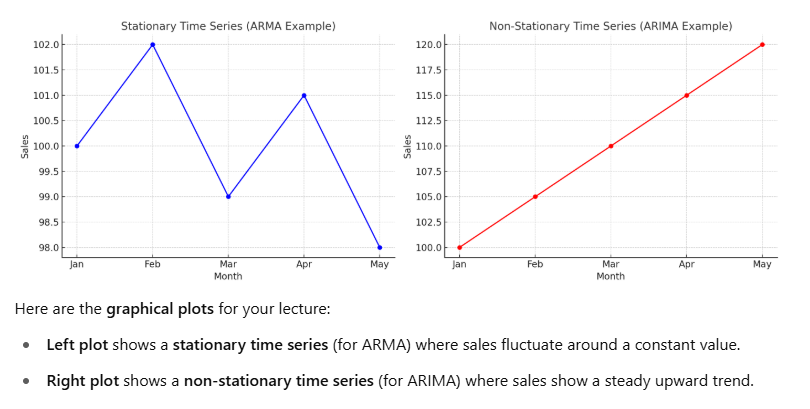 Stationary Time Series (ARMA Example)
102.0
101.5
101.0
100.5
100.0
99.5
99.0
98.5
98.0
Sales
Jan Feb Mar Apr May
Month
Non-Stationary Time Series (ARIMA Example)
120.0
117.5
115.0
112.5
110.0
107.5
105.0
102.5
100.0
Sales
Jan Feb Mar Apr May
Month
Here are the graphical plots for your lecture:
• Left plot shows a stationary time series (for ARMA) where sales fluctuate around a constant value.
• Right plot shows a non-stationary time series (for ARIMA) where sales show a steady upward trend.